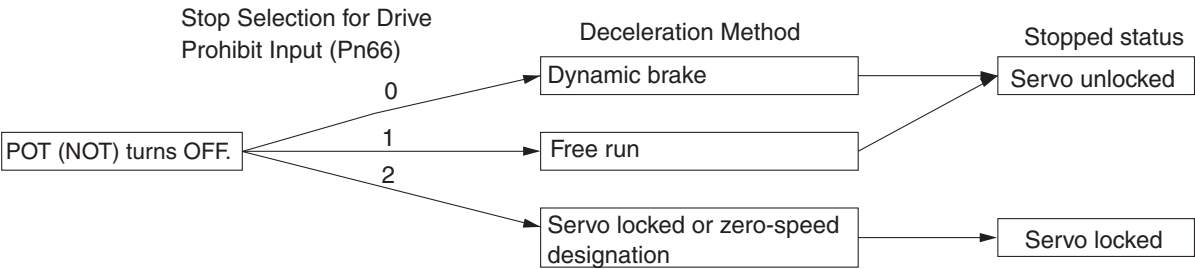 Stop Selection for Drive
Prohibit Input (Pn66)
Deceleration Method
Stopped status
0
Dynamic brake
Servo unlocked
POT (NOT) turns OFF.
1
Free run
2
Servo locked or zero-speed
designation
Servo locked